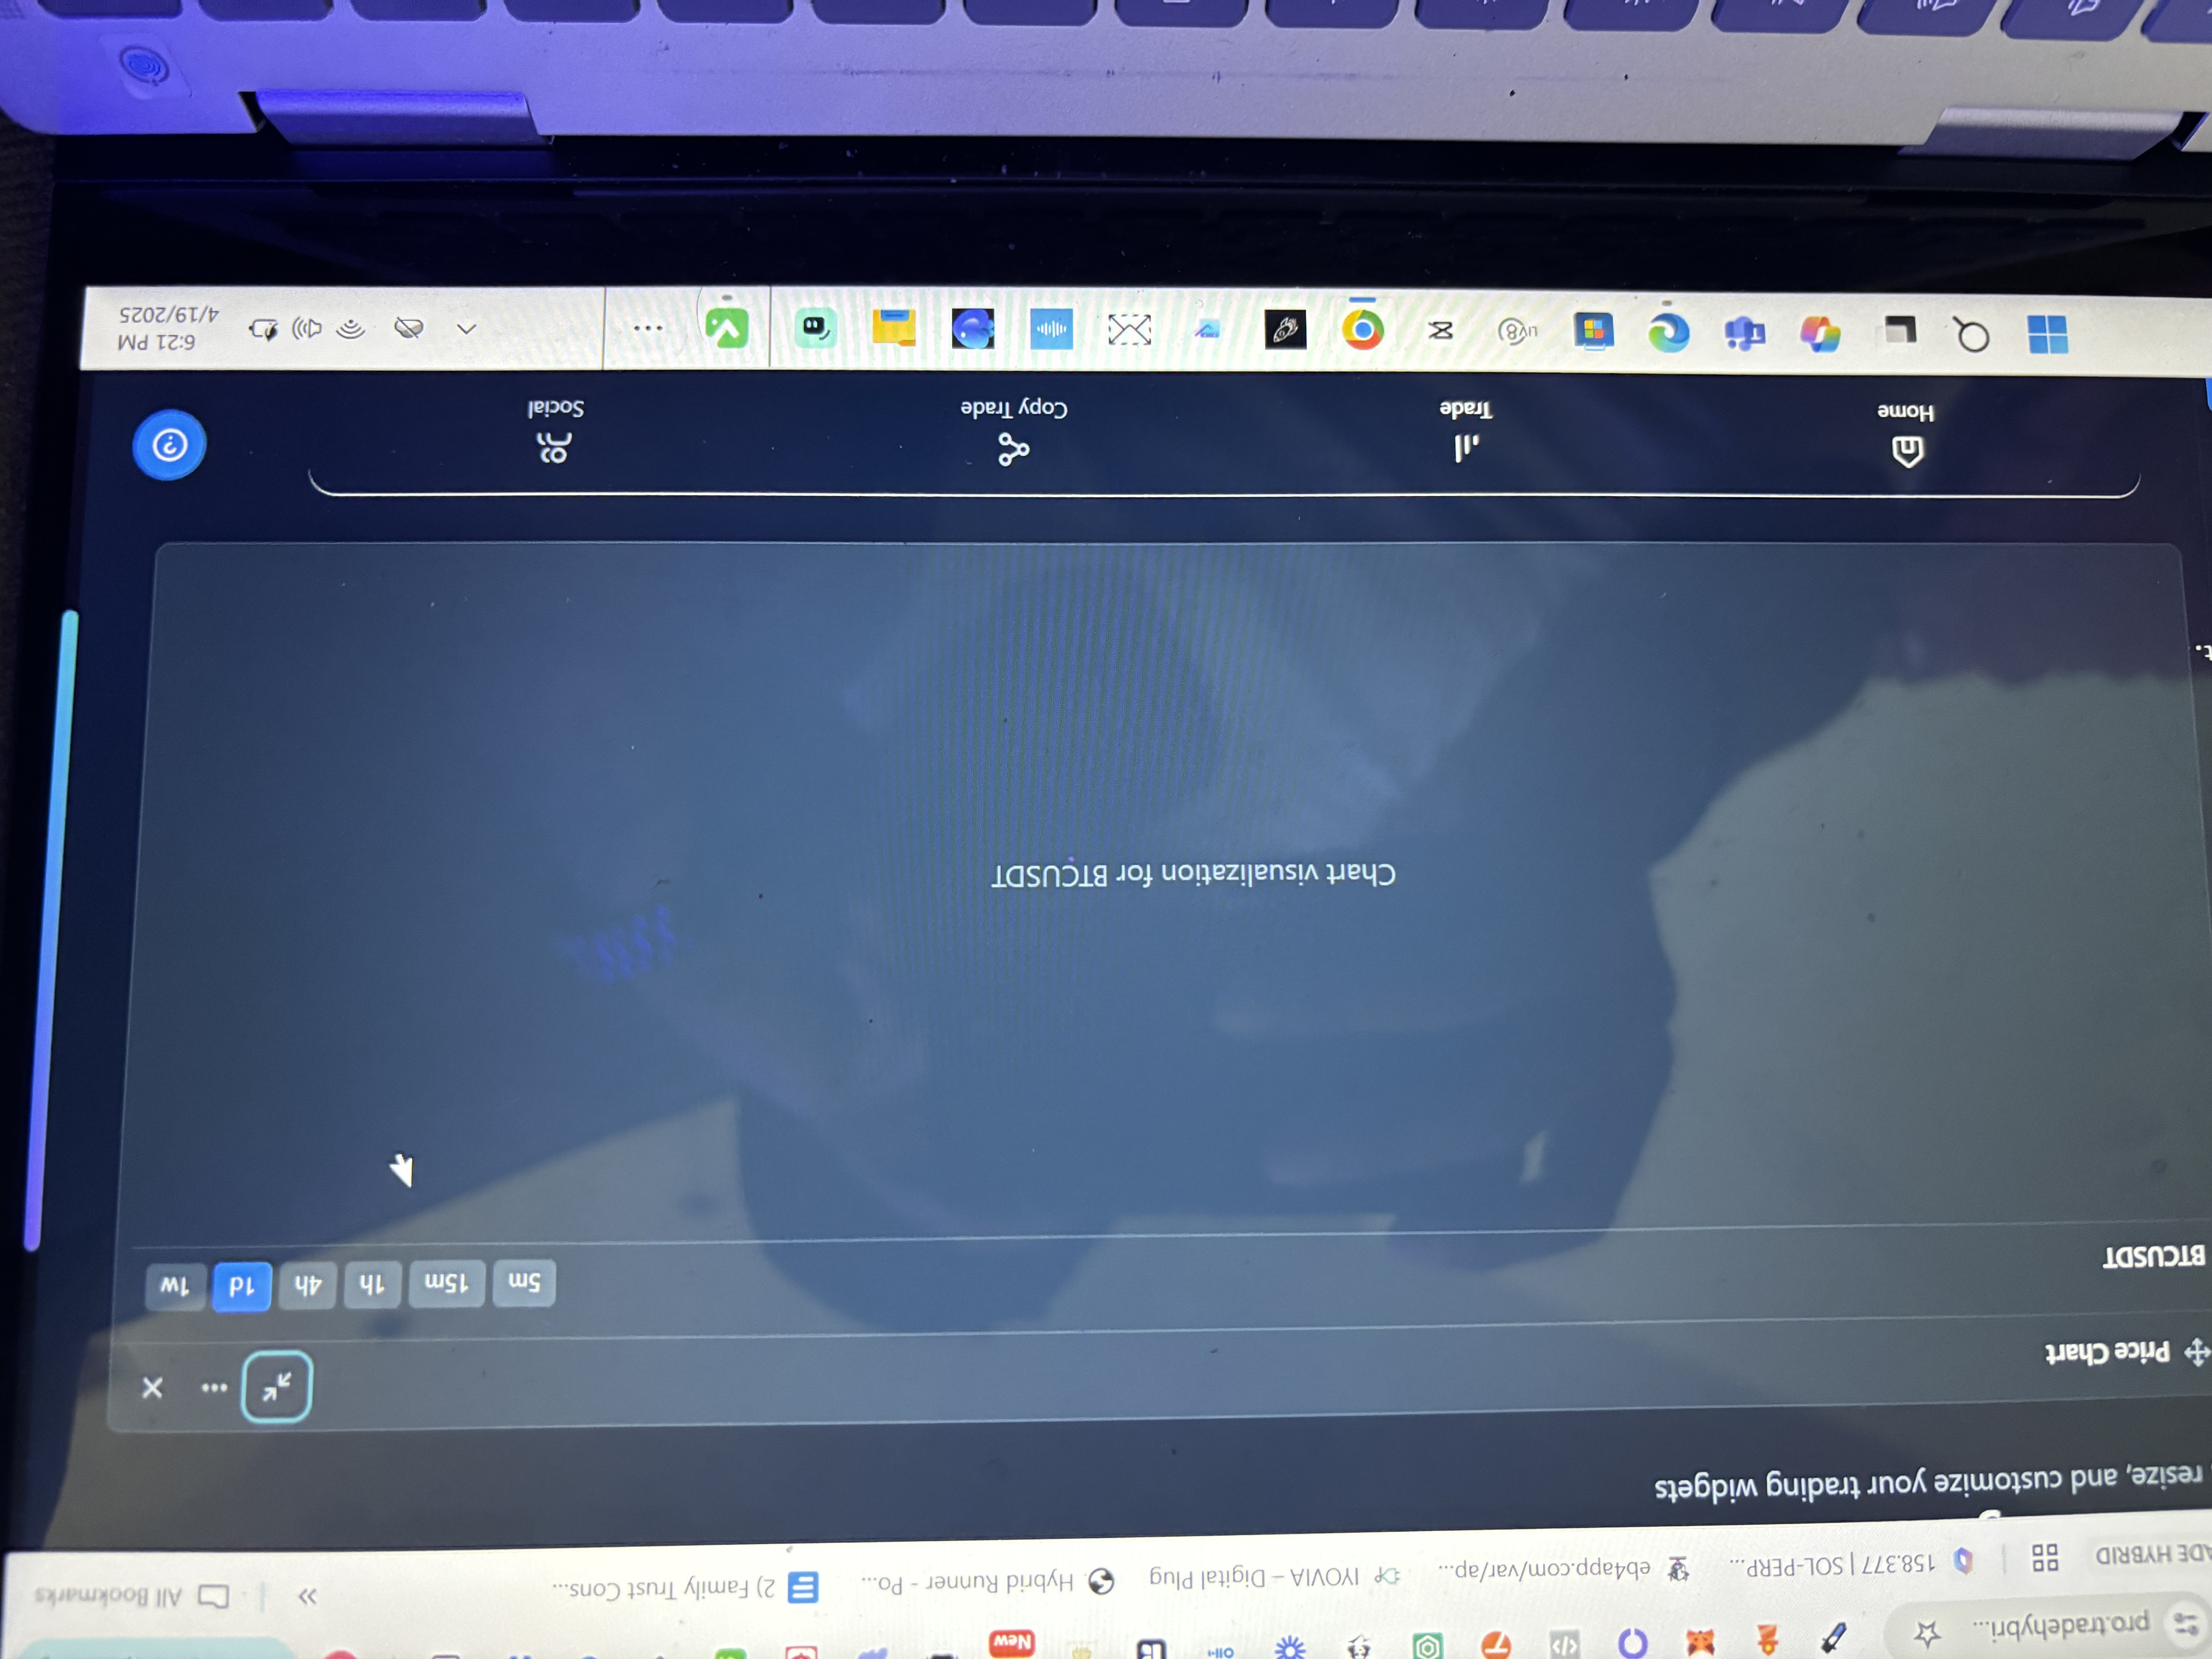 pro.tradehybri...
New
ADE HYBRID
158.377 | SOL-PERP...
eb4app.com/var/ap...
IYOVIA – Digital Plug
Hybrid Runner - Po...
2) Family Trust Cons...
All Bookmarks
resize, and customize your trading widgets
Price Chart
BTCUSDT
5m 15m 1h 4h 1d 1w
Chart visualization for BTCUSDT
t.
Home
Trade
Copy Trade
Social
LIV8
6:21 PM
4/19/2025